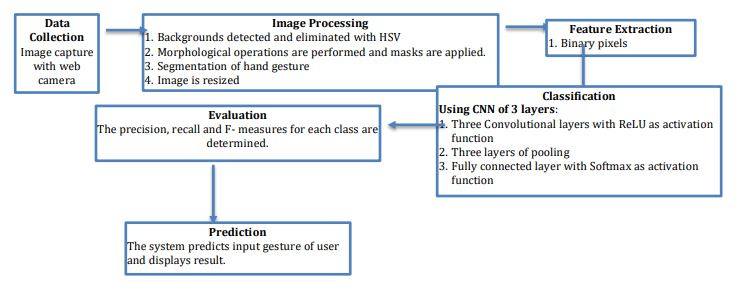 Data
Collection
Image capture
with web
camera
Image Processing
1. Backgrounds detected and eliminated with HSV
2. Morphological operations are performed and masks are applied.
3. Segmentation of hand gesture
4. Image is resized
Feature Extraction
1. Binary pixels
Classification
Using CNN of 3 layers:
1. Three Convolutional layers with ReLU as activation
function
2. Three layers of pooling
3. Fully connected layer with Softmax as activation
function
Evaluation
The precision, recall and F- measures for each class are
determined.
Prediction
The system predicts input gesture of user
and displays result.